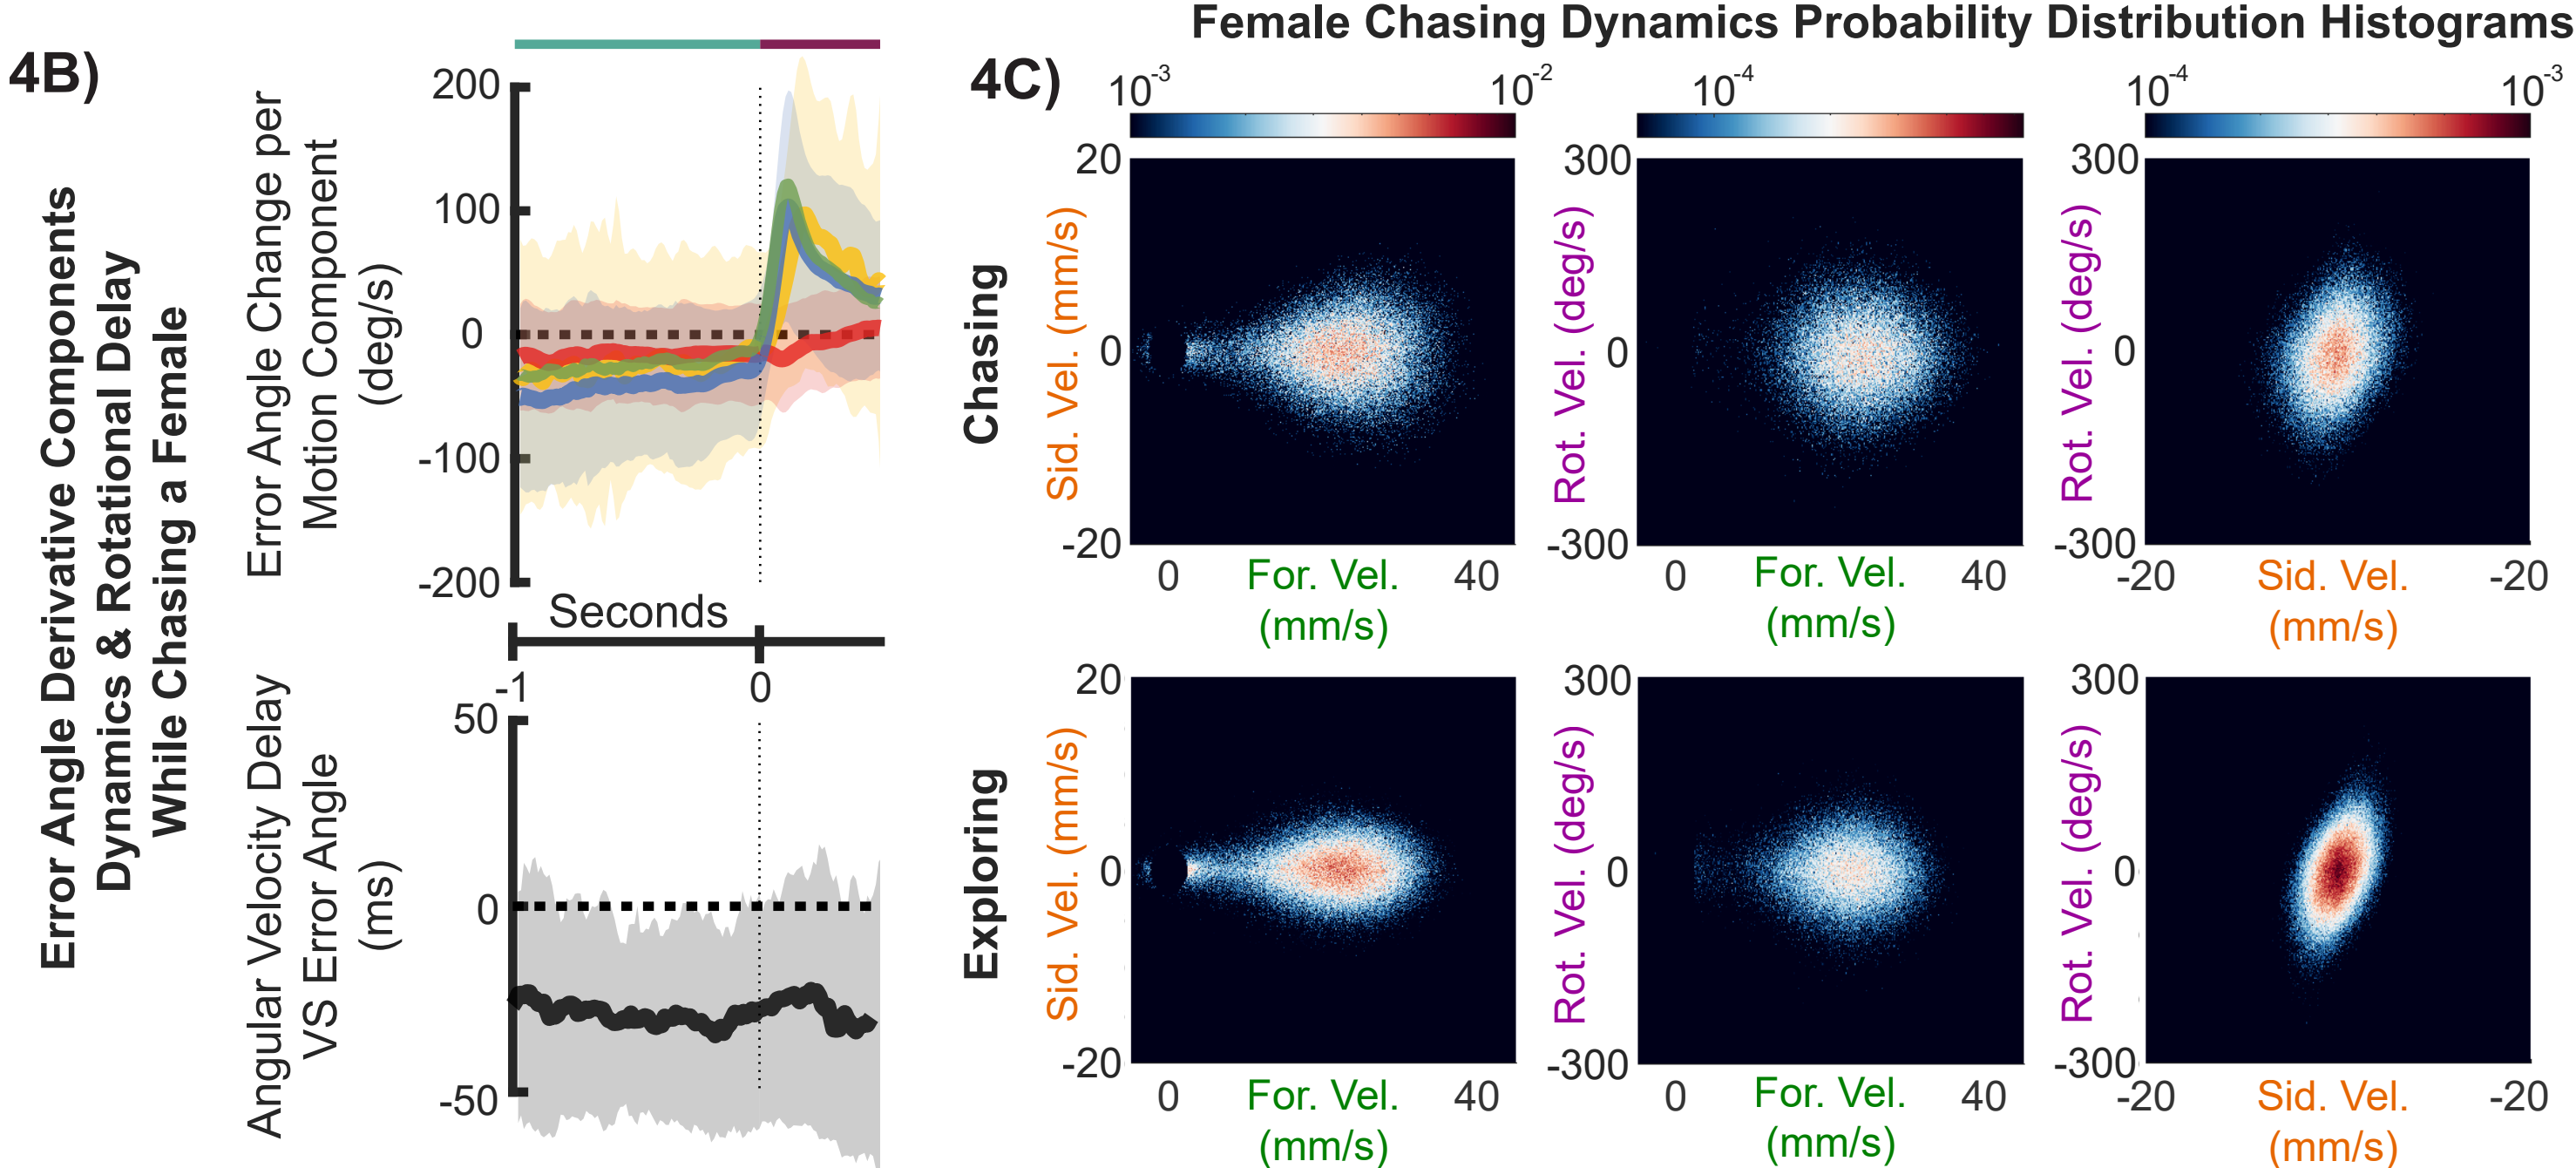 Female Chasing Dynamics Probability Distribution Histograms
4B)
Error Angle Derivative Components
Dynamics & Rotational Delay
While Chasing a Female
Error Angle Change per
Motion Component
(deg/s)
200
100
0
-100
-200
Seconds
-1
0
Angular Velocity Delay
VS Error Angle
(ms)
50
0
-50
4C)
10-3
10-2
10-4
10-4
10-3
Chasing
Sid. Vel. (mm/s)
20
0
-20
0
For. Vel.
(mm/s)
40
Rot. Vel. (deg/s)
300
0
-300
0
For. Vel.
(mm/s)
40
Rot. Vel. (deg/s)
300
0
-300
-20
Sid. Vel.
(mm/s)
-20
Exploring
Sid. Vel. (mm/s)
20
0
-20
0
For. Vel.
(mm/s)
40
Rot. Vel. (deg/s)
300
0
-300
0
For. Vel.
(mm/s)
40
Rot. Vel. (deg/s)
300
0
-300
-20
Sid. Vel.
(mm/s)
-20